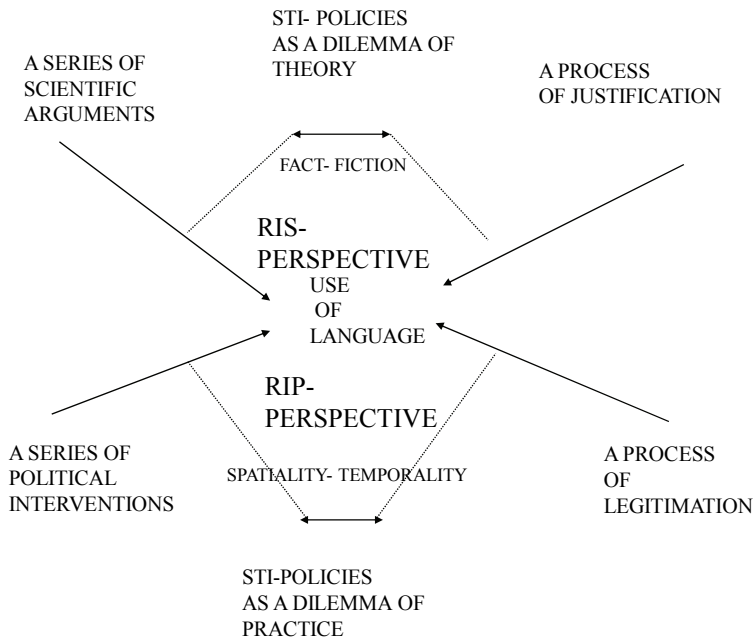 STI- POLICIES
AS A DILEMMA OF
THEORY
A SERIES OF
SCIENTIFIC
ARGUMENTS
A PROCESS
OF JUSTIFICATION
FACT- FICTION
RIS-
PERSPECTIVE
USE
OF
LANGUAGE
RIP-
PERSPECTIVE
A SERIES OF
POLITICAL
INTERVENTIONS
SPATIALITY- TEMPORALITY
A PROCESS
OF
LEGITIMATION
STI-POLICIES
AS A DILEMMA OF
PRACTICE